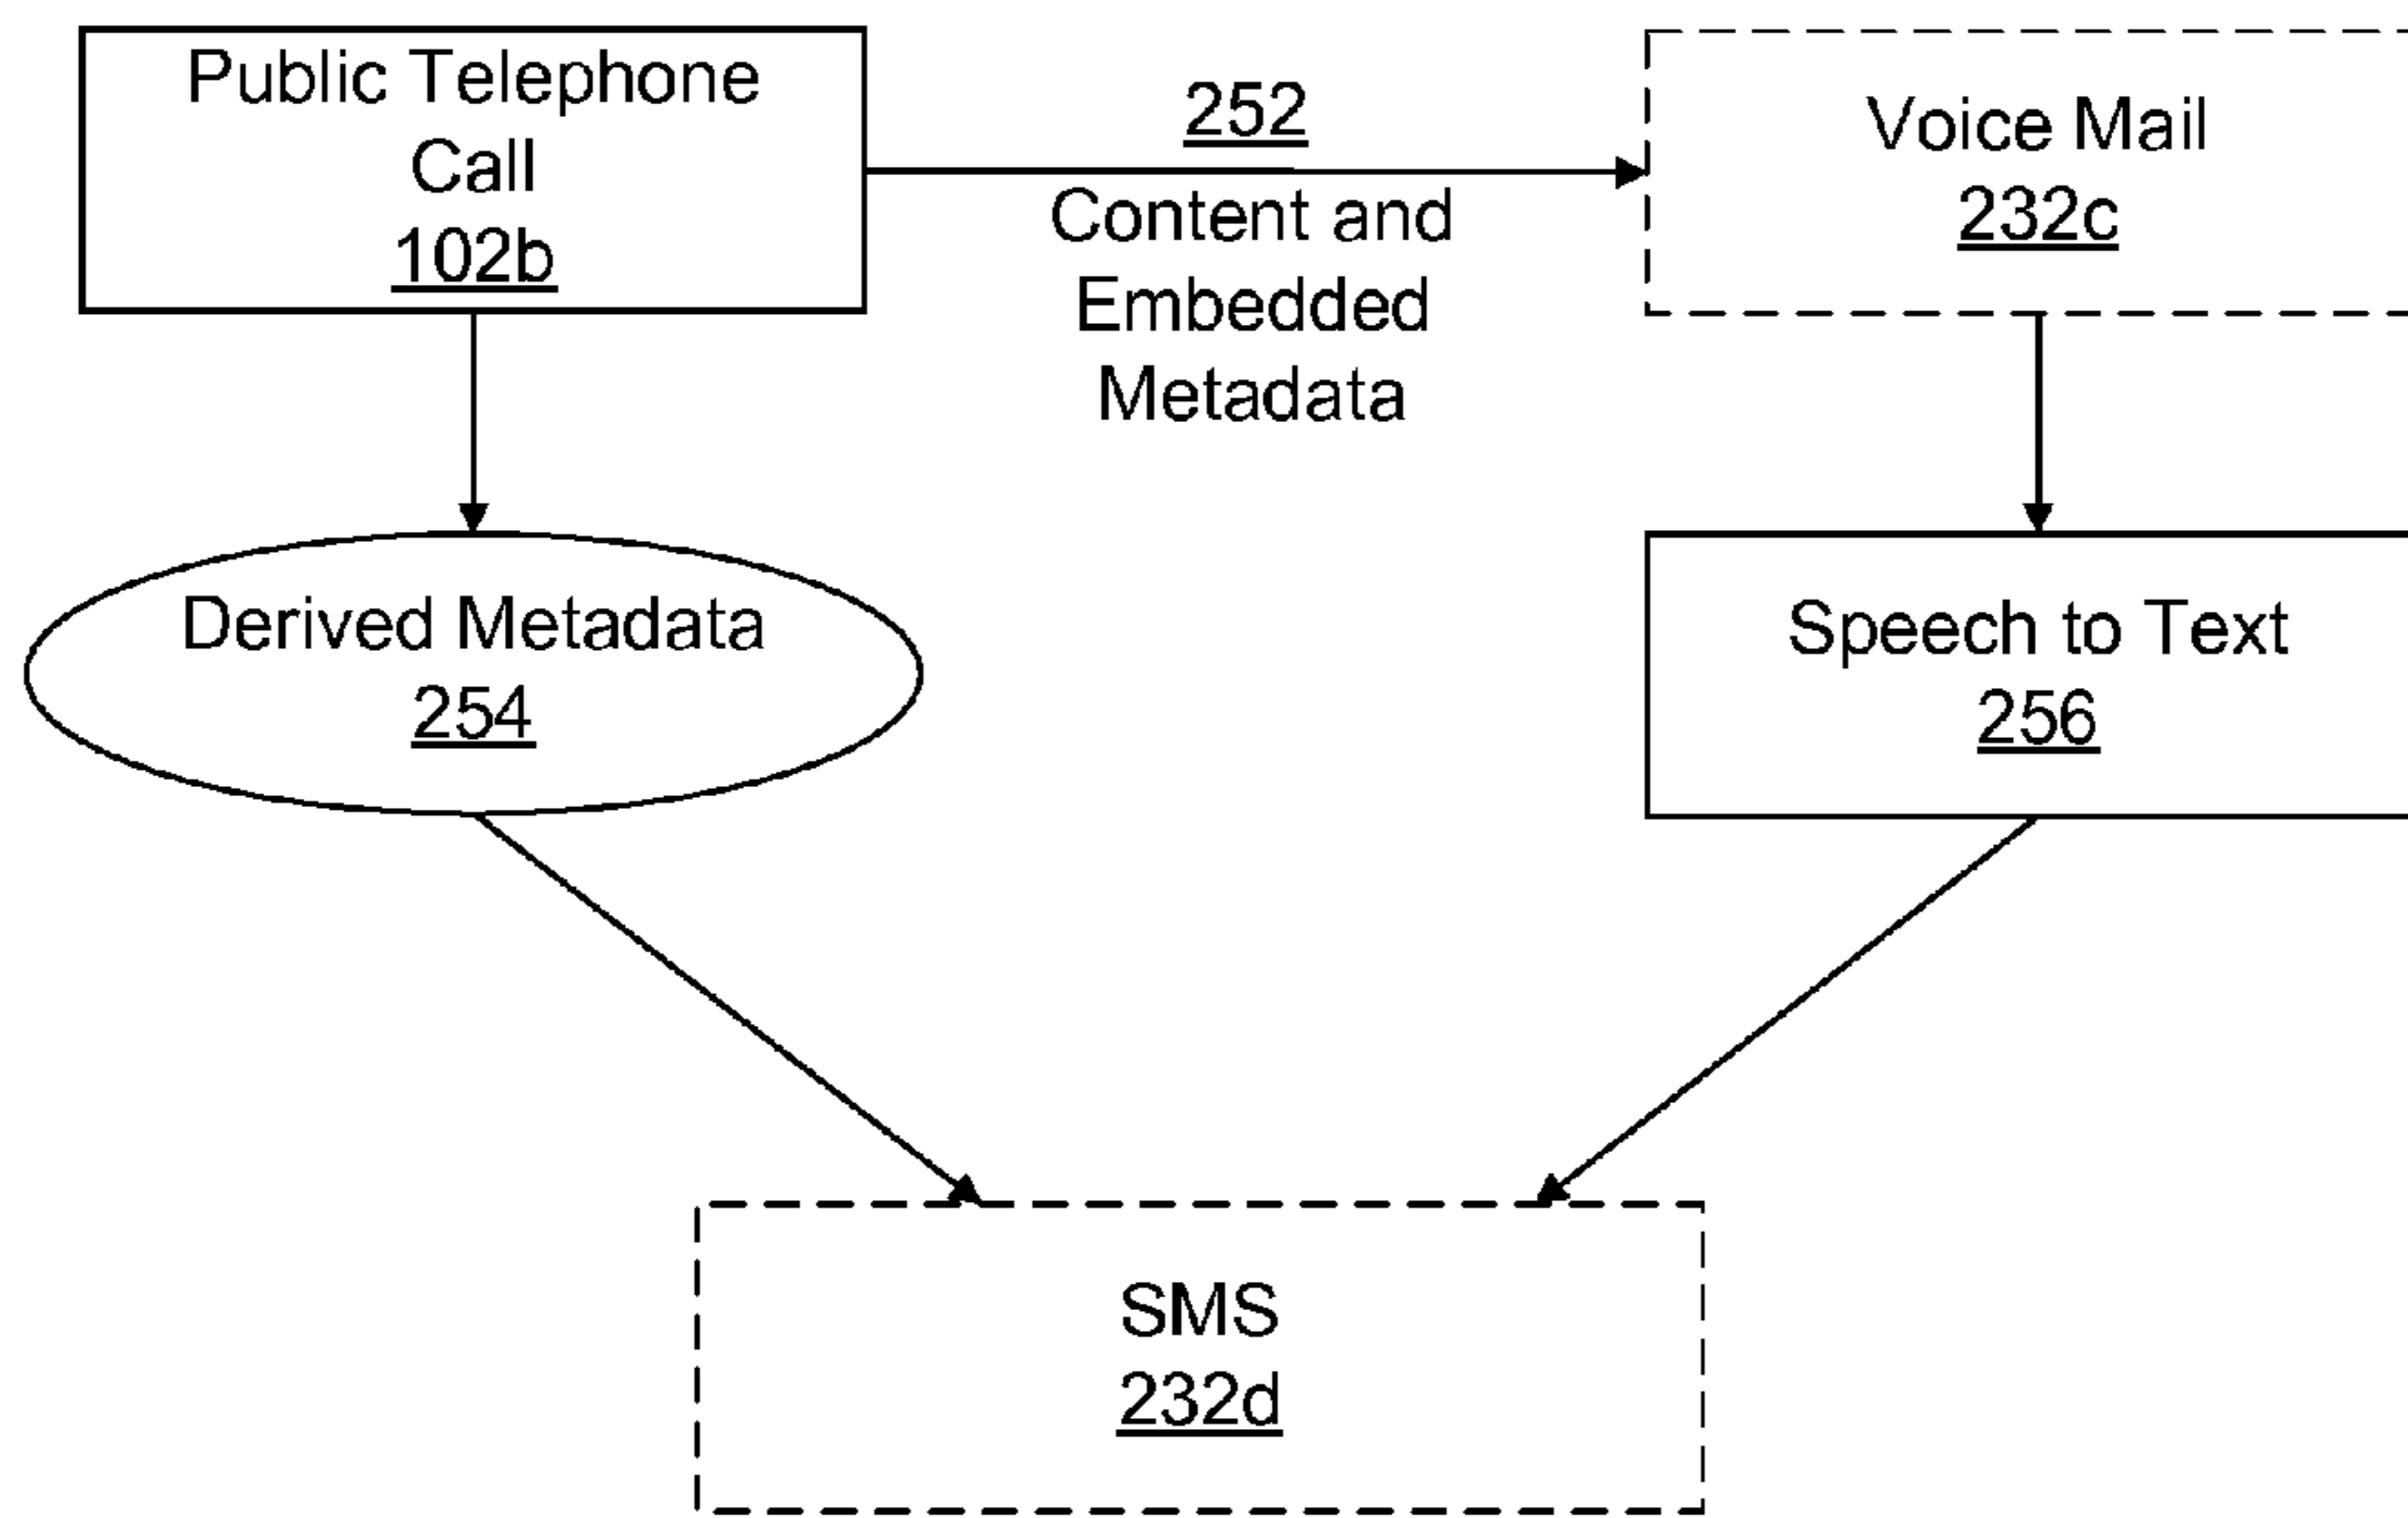 Public Telephone
Call
102b
252
Content and
Embedded
Metadata
Voice Mail
232c
Derived Metadata
254
Speech to Text
256
SMS
232d